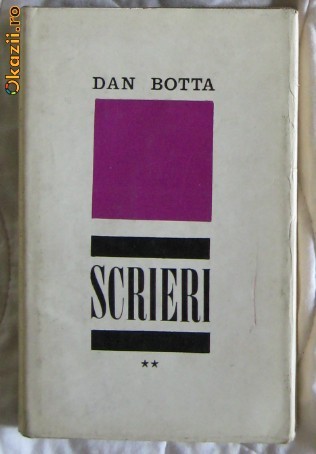 Okazii.ro
DAN BOTTA
SCRIERI
**